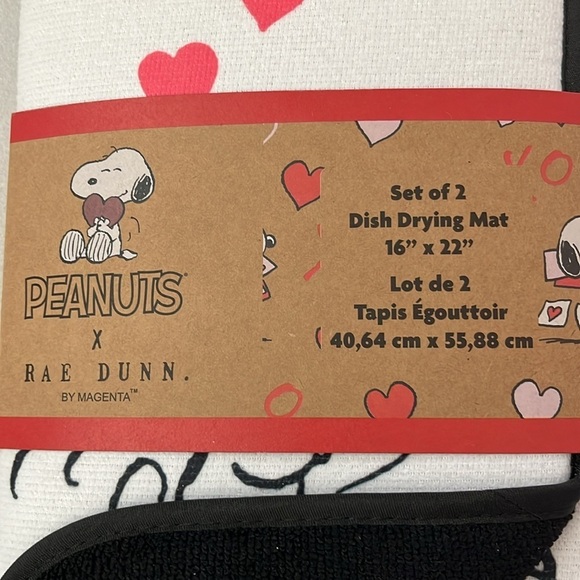 PEANUTS
X
RAE DUNN.
BY MAGENTA™
Set of 2
Dish Drying Mat
16” x 22”
Lot de 2
Tapis Égouttoir
40,64 cm x 55,88 cm